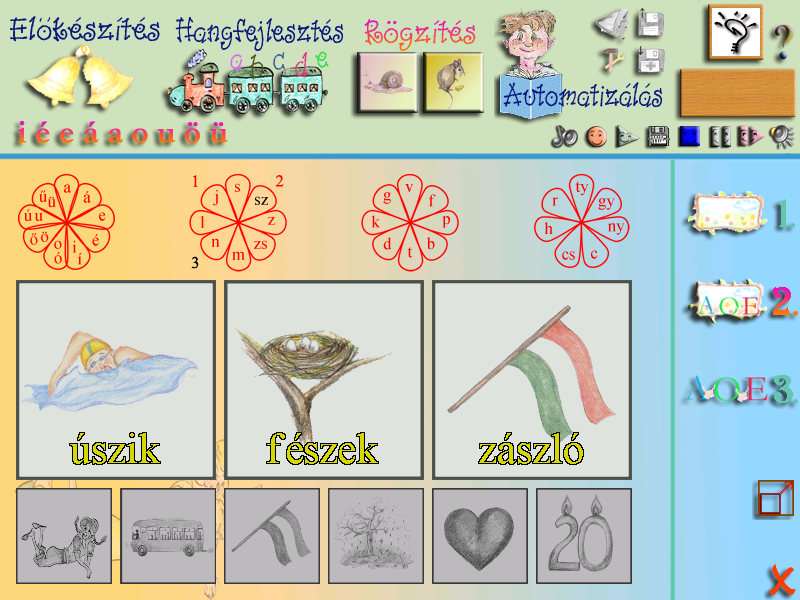 Előkészítés Hangfejlesztés Rögzítés
a b c d e
Automatizálás
i é e á a o u ö ü
Jó
a á e é i í ó o ö ő u ú ü ű
1 2 3
s sz z zs m n l j
v f p b t d k g
ty gy ny c cs h r
1.
AOE 2.
AOE 3.
úszik fészek zászló
20